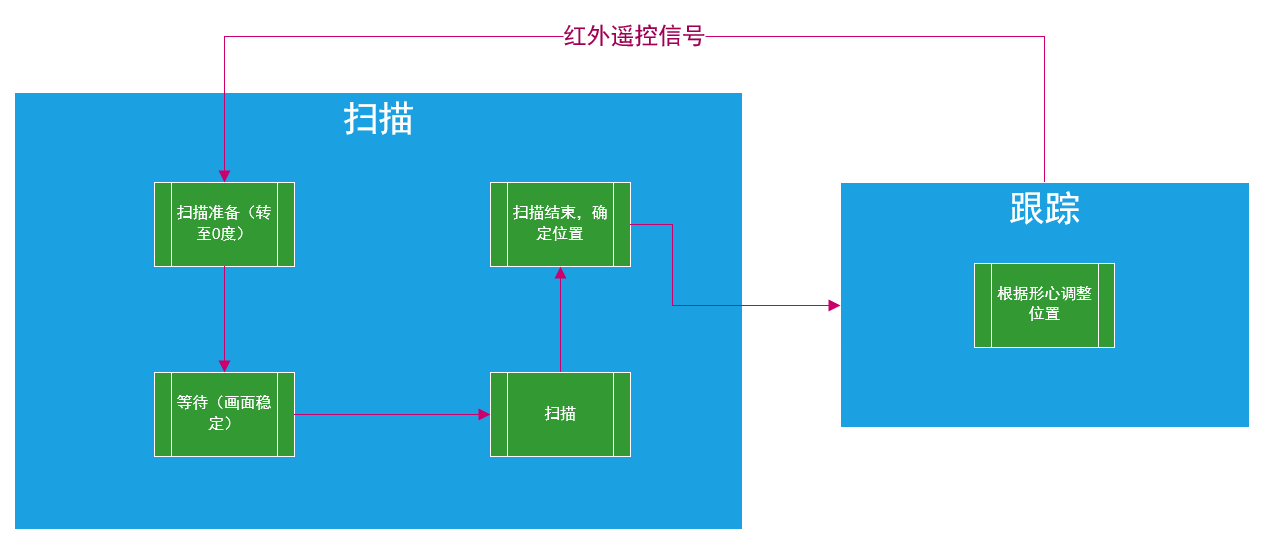 红外遥控信号
扫描
扫描准备（转
至0度）
扫描结束，确
定位置
等待（画面稳
定）
扫描
跟踪
根据形心调整
位置